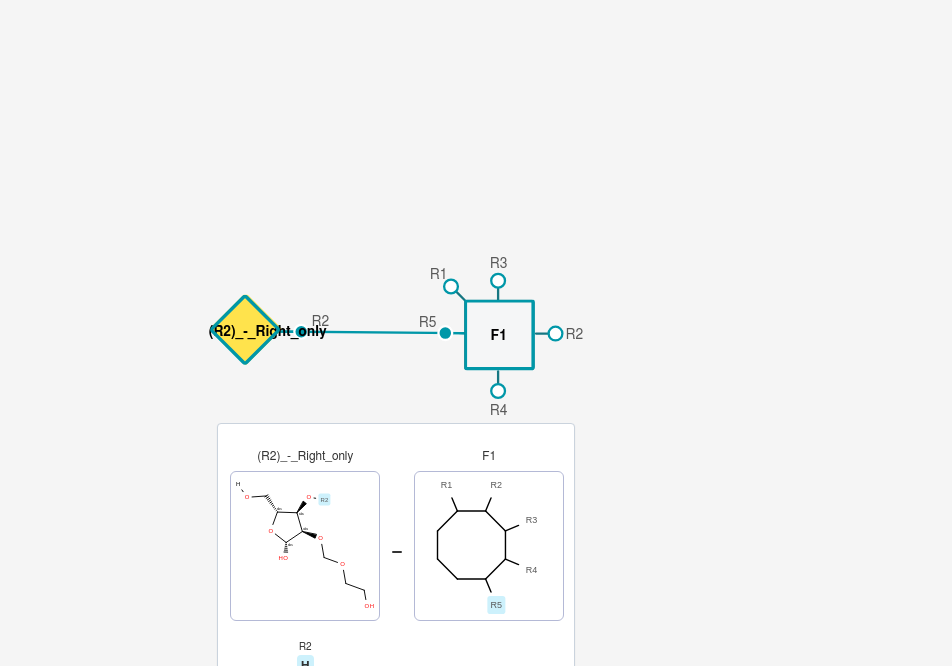 R3
R1
R2
R5
(R2)_-_Right_only
F1
R2
R4
(R2)_-_Right_only
F1
H
O
O
R2
O
O
HO
O
OH
R1
R2
R3
R4
R5
R2
H